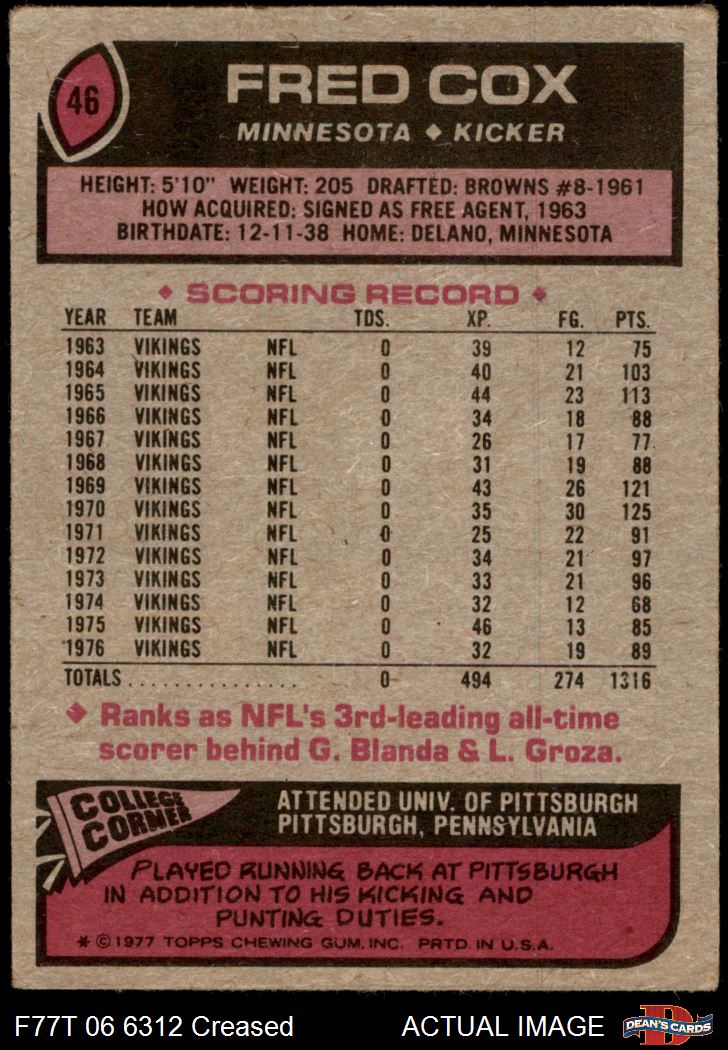 46
FRED COX
MINNESOTA ◆ KICKER
HEIGHT: 5'10" WEIGHT: 205 DRAFTED: BROWNS #8-1961
HOW ACQUIRED: SIGNED AS FREE AGENT, 1963
BIRTHDATE: 12-11-38 HOME: DELANO, MINNESOTA
◆ SCORING RECORD ◆
YEAR TEAM TDS. XP. FG. PTS.
1963 VIKINGS NFL 0 39 12 75
1964 VIKINGS NFL 0 40 21 103
1965 VIKINGS NFL 0 44 23 113
1966 VIKINGS NFL 0 34 18 88
1967 VIKINGS NFL 0 26 17 77
1968 VIKINGS NFL 0 31 19 88
1969 VIKINGS NFL 0 43 26 121
1970 VIKINGS NFL 0 35 30 125
1971 VIKINGS NFL 0 25 22 91
1972 VIKINGS NFL 0 34 21 97
1973 VIKINGS NFL 0 33 21 96
1974 VIKINGS NFL 0 32 12 68
1975 VIKINGS NFL 0 46 13 85
1976 VIKINGS NFL 0 32 19 89
TOTALS................ 0 494 274 1316
◆ Ranks as NFL's 3rd-leading all-time
scorer behind G. Blanda & L. Groza.
COLLEGE
CORNER
ATTENDED UNIV. OF PITTSBURGH
PITTSBURGH, PENNSYLVANIA
PLAYED RUNNING BACK AT PITTSBURGH
IN ADDITION TO HIS KICKING AND
PUNTING DUTIES.
* © 1977 TOPPS CHEWING GUM, INC. PRTD. IN U.S.A.
F77T 06 6312 Creased ACTUAL IMAGE
D
DEAN'S CARDS